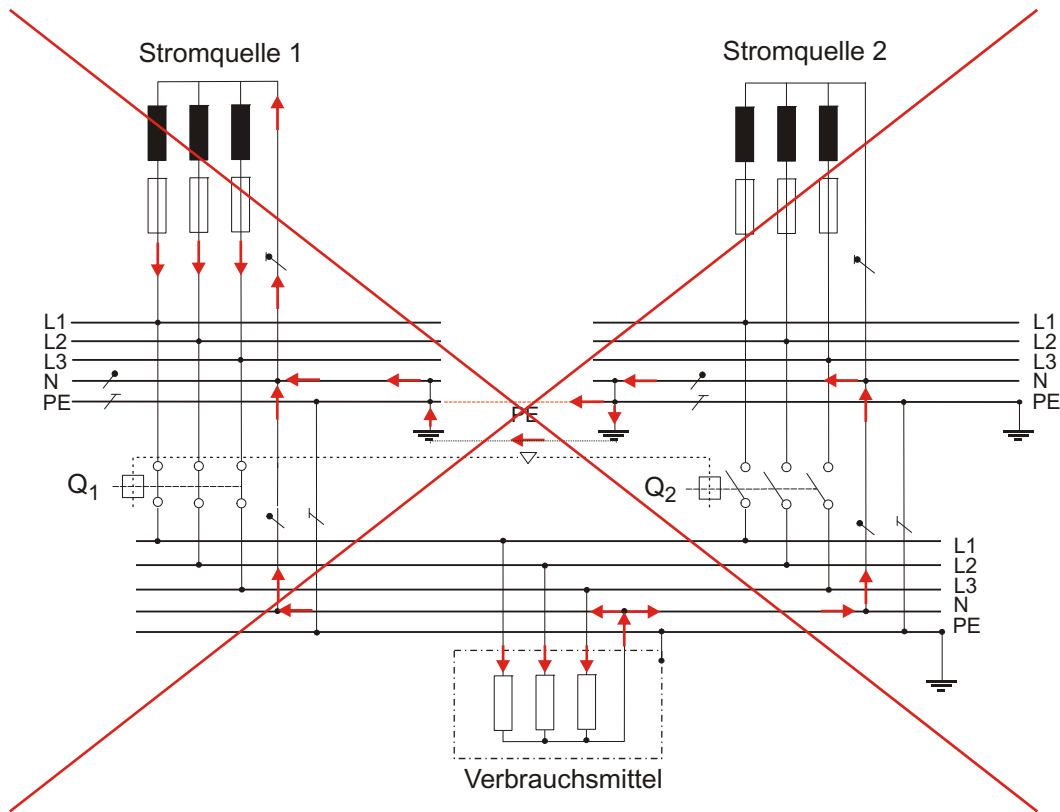 Stromquelle 1
Stromquelle 2
L1
L2
L3
N
PE
L1
L2
L3
N
PE
PE
Q1
Q2
L1
L2
L3
N
PE
Verbrauchsmittel